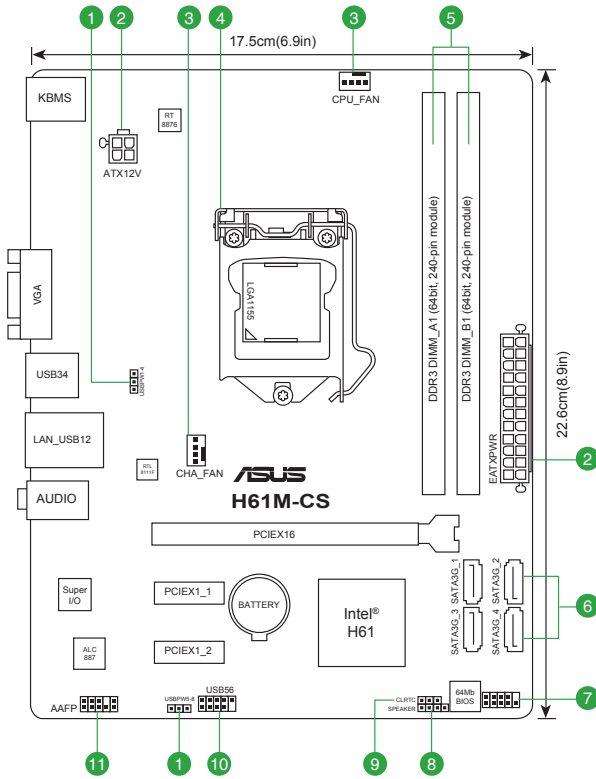 1
2
3
4
3
5
17.5cm(6.9in)
KBMS
CPU_FAN
RT
8876
ATX12V
DDR3 DIMM_A1 (64bit, 240-pin module)
DDR3 DIMM_B1 (64bit, 240-pin module)
22.6cm(8.9in)
VGA
LGA1155
1
USBPW1-4
USB34
EATXPWR
LAN_USB12
RTL
8111F
CHA_FAN
2
AUDIO
ASUS
H61M-CS
PCIEX16
Super
I/O
PCIEX1_1
BATTERY
Intel®
H61
SATA3G_1
SATA3G_2
SATA3G_3
SATA3G_4
6
ALC
887
PCIEX1_2
AAFP
USBPW5-8
USB56
CLRTC
SPEAKER
64Mb
BIOS
7
11
1
10
9
8